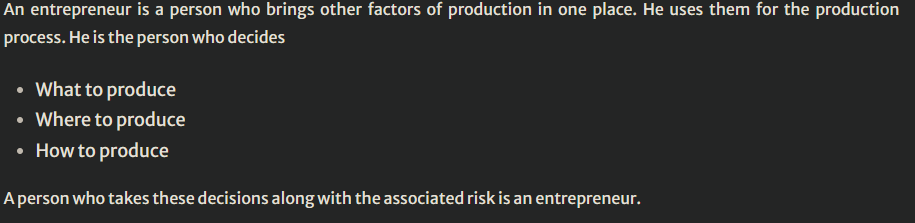 An entrepreneur is a person who brings other factors of production in one place. He uses them for the production
process. He is the person who decides
• What to produce
• Where to produce
• How to produce
A person who takes these decisions along with the associated risk is an entrepreneur.